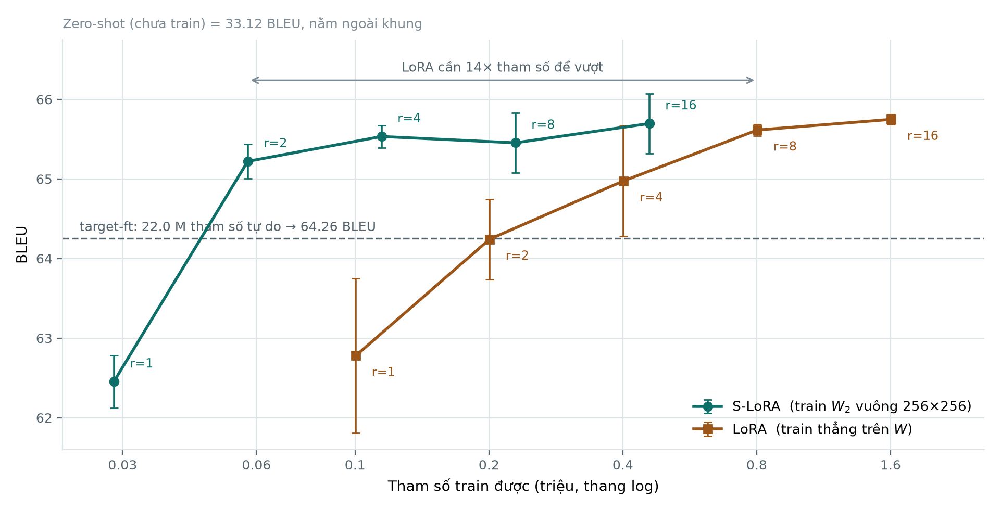 Zero-shot (chưa train) = 33.12 BLEU, nằm ngoài khung
LoRA cần 14× tham số để vượt
66
65
64
63
62
BLEU
r=1
r=2
r=4
r=8
r=16
r=1
r=2
r=4
r=8
r=16
target-ft: 22.0 M tham số tự do → 64.26 BLEU
S-LoRA (train W₂ vuông 256×256)
LoRA (train thẳng trên W)
0.03 0.06 0.1 0.2 0.4 0.8 1.6
Tham số train được (triệu, thang log)